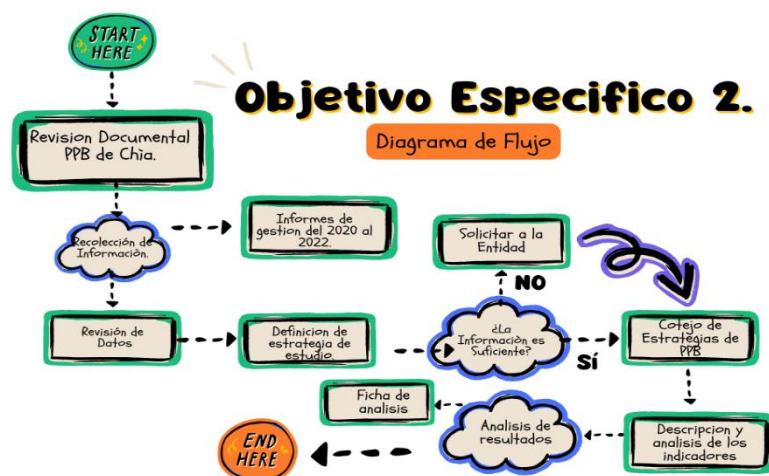 START
HERE
Objetivo Especifico 2.
Diagrama de Flujo
Revision Documental
PPB de Chìa.
Recolección de
Informaciòn.
Informes de
gestion del 2020 al
2022.
Solicitar a la
Entidad
NO
Revisión de
Datos
Definicion de
estrategia de
estudio.
¿La
Informaciòn es
Suficiente?
SÍ
Cotejo de
Estrategias de
PPB
Ficha de
analisis
Analisis de
resultados
Descripcion y
analisis de los
indicadores
END
HERE